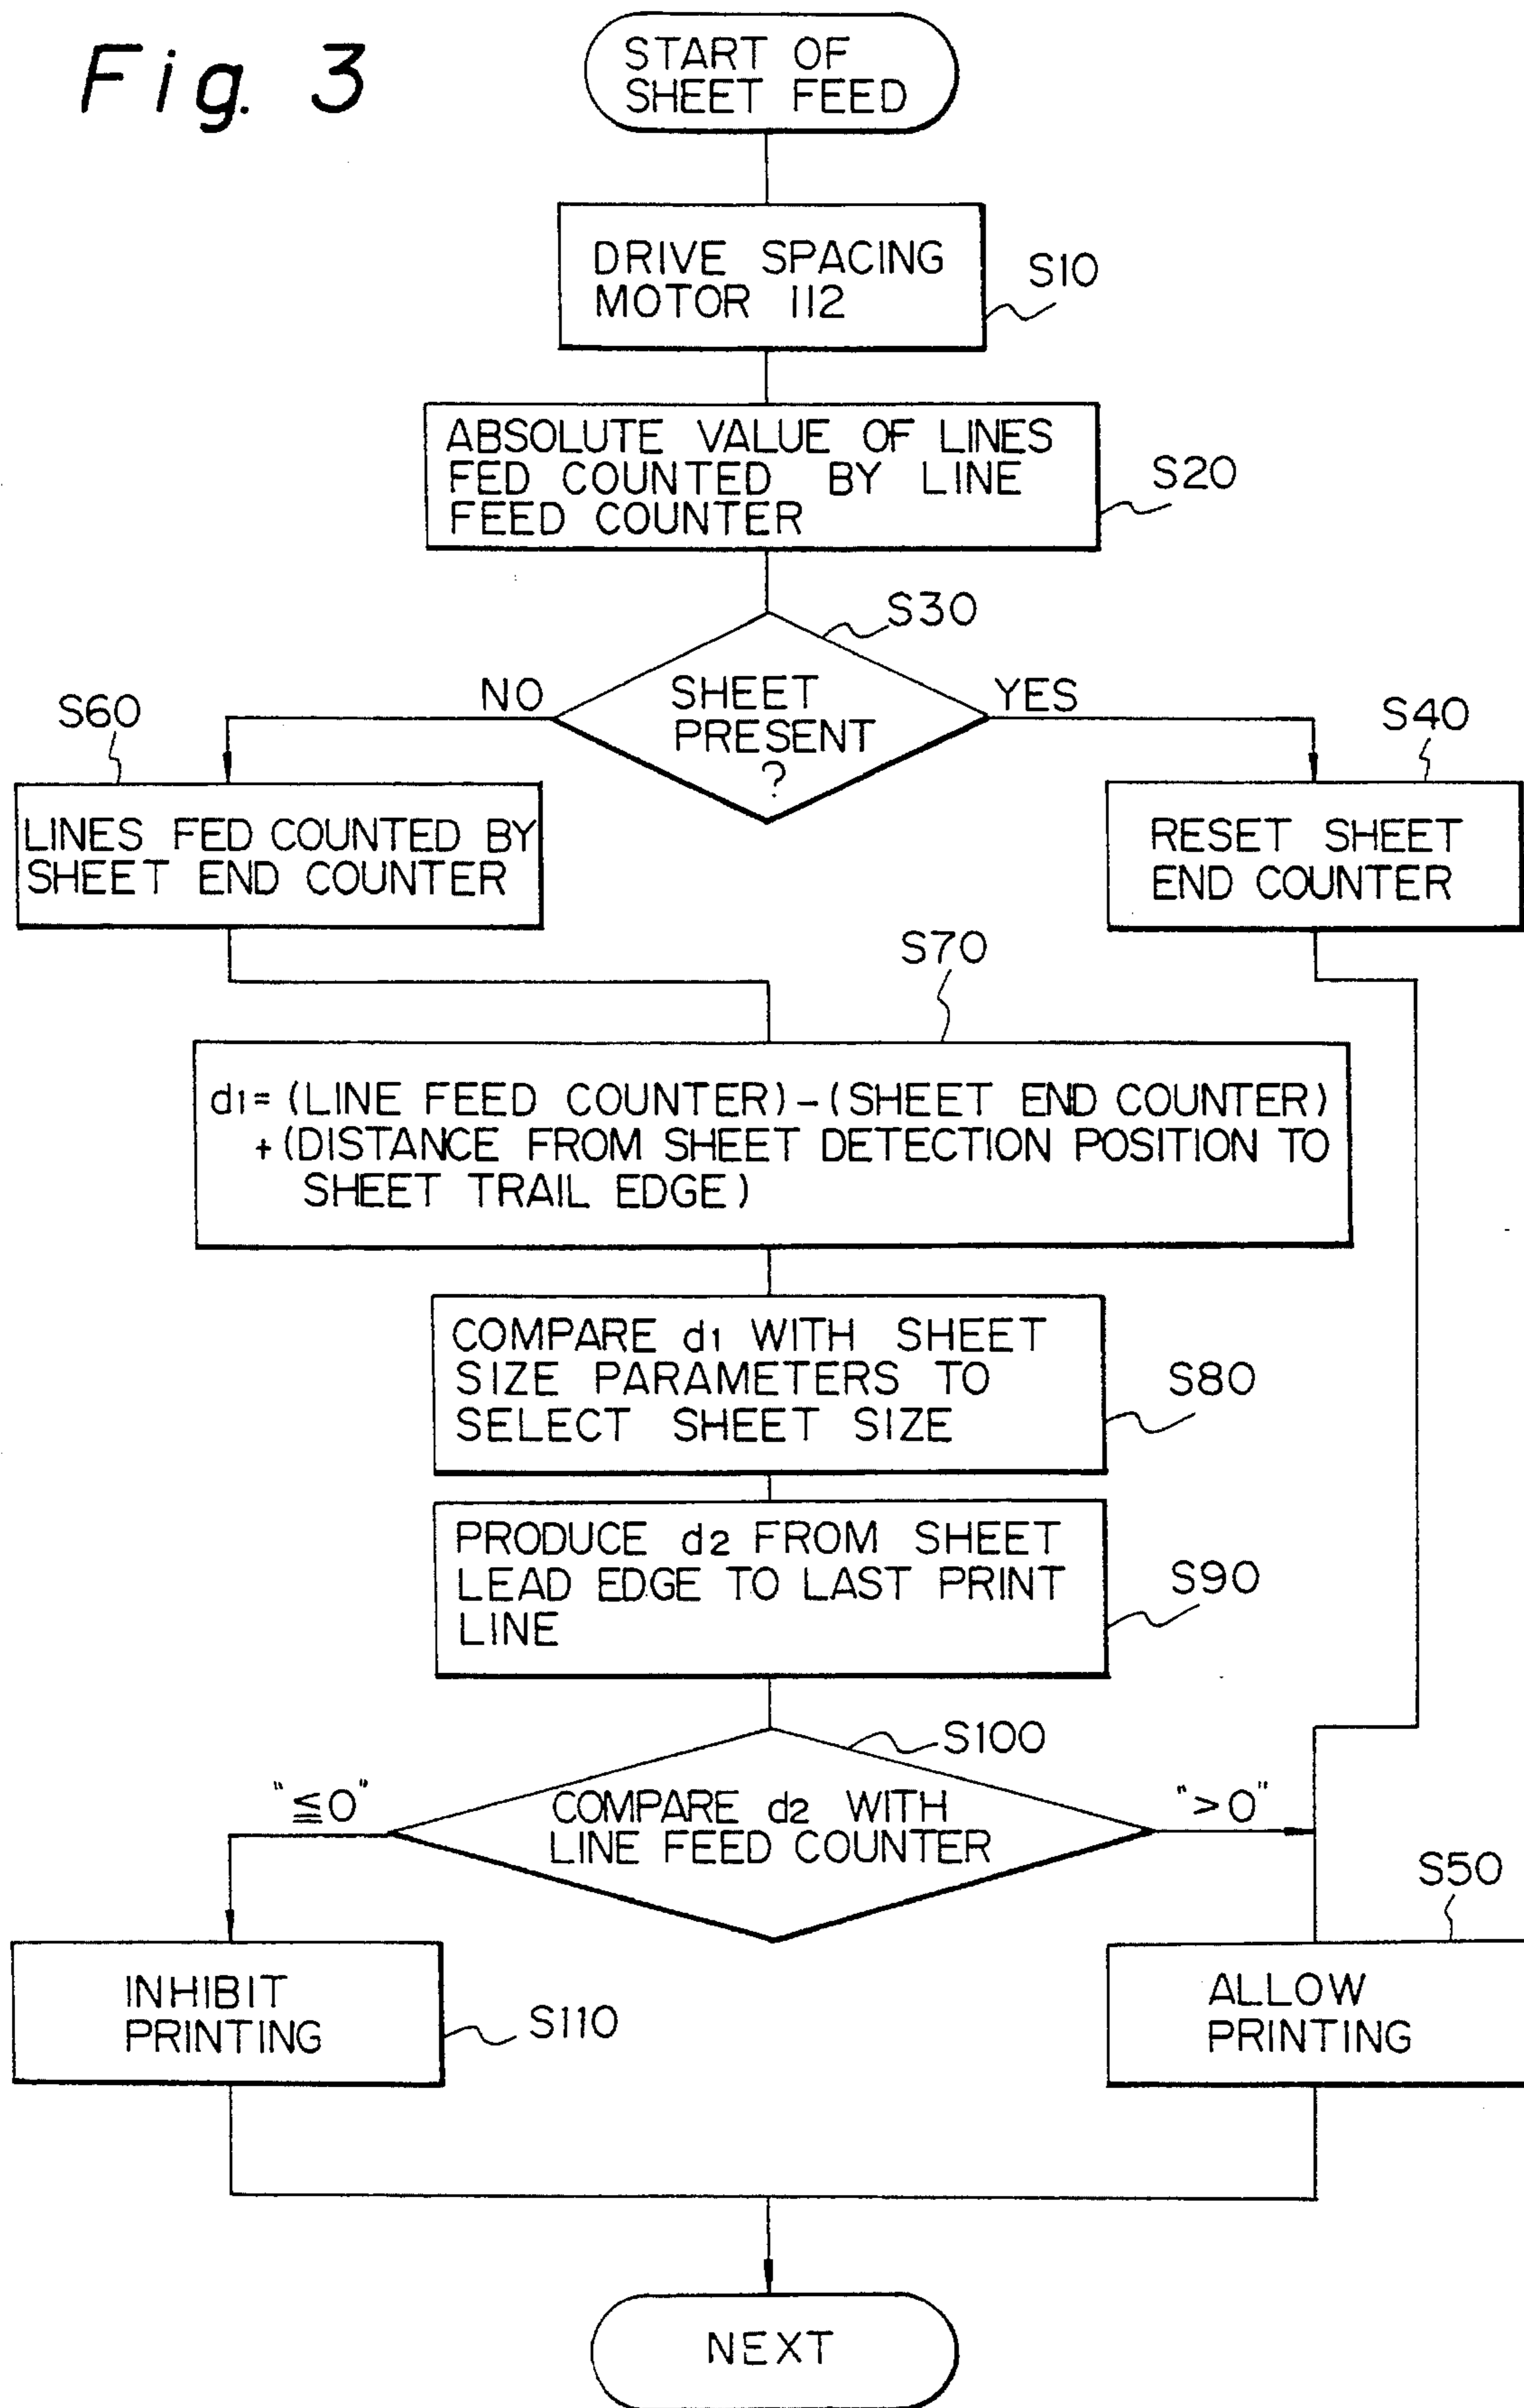 Fig. 3
START OF
SHEET FEED
DRIVE SPACING
MOTOR 112
S10
ABSOLUTE VALUE OF LINES
FED COUNTED BY LINE
FEED COUNTER
S20
S30
SHEET
PRESENT
?
NO
YES
S60
LINES FED COUNTED BY
SHEET END COUNTER
S40
RESET SHEET
END COUNTER
S70
d1= (LINE FEED COUNTER)-(SHEET END COUNTER)
+(DISTANCE FROM SHEET DETECTION POSITION TO
SHEET TRAIL EDGE)
COMPARE d1 WITH SHEET
SIZE PARAMETERS TO
SELECT SHEET SIZE
S80
PRODUCE d2 FROM SHEET
LEAD EDGE TO LAST PRINT
LINE
S90
S100
COMPARE d2 WITH
LINE FEED COUNTER
"≦0"
">0"
INHIBIT
PRINTING
S110
S50
ALLOW
PRINTING
NEXT